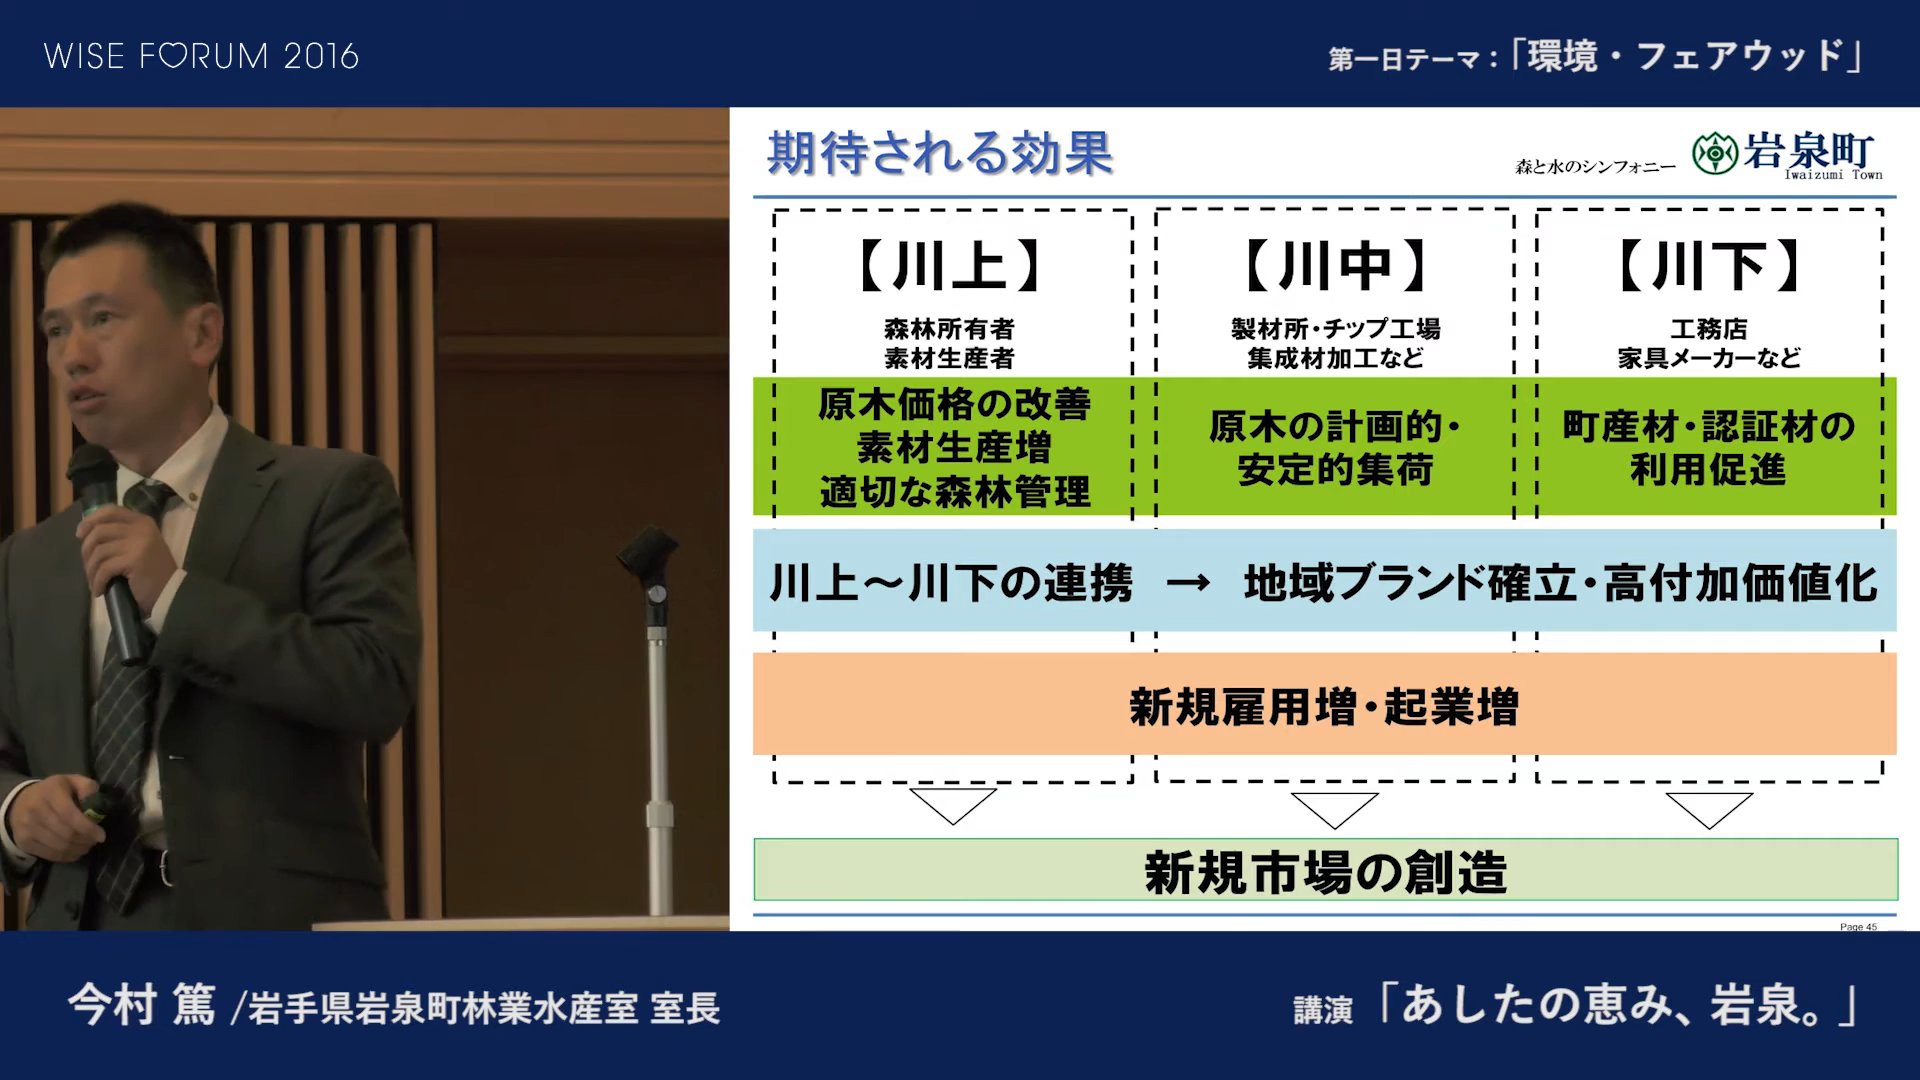 WISE FORUM 2016
第一日テーマ：「環境・フェアウッド」
期待される効果
森と水のシンフォニー
岩泉町
Iwaizumi Town
【川上】
森林所有者
素材生産者
原木価格の改善
素材生産増
適切な森林管理
【川中】
製材所・チップ工場
集成材加工など
原木の計画的・
安定的集荷
【川下】
工務店
家具メーカーなど
町産材・認証材の
利用促進
川上～川下の連携 → 地域ブランド確立・高付加価値化
新規雇用増・起業増
新規市場の創造
Page 45
今村 篤 /岩手県岩泉町林業水産室 室長
講演「あしたの恵み、岩泉。」